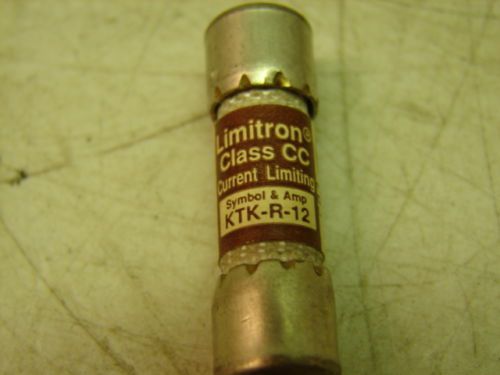 Limitron®
Class CC
Current Limiting
Symbol & Amp
KTK-R-12